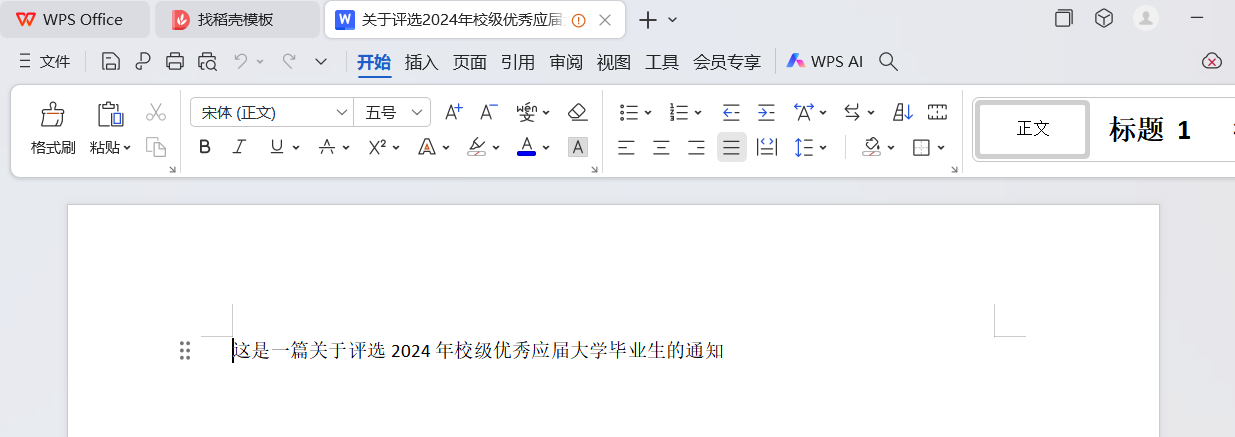 WPS Office
找稻壳模板
关于评选2024年校级优秀应届
文件
开始 插入 页面 引用 审阅 视图 工具 会员专享 WPS AI
宋体 (正文) 五号 A+ A- wén 变
格式刷 粘贴 B I U A X² A A A
正文 标题 1
这是一篇关于评选 2024 年校级优秀应届大学毕业生的通知